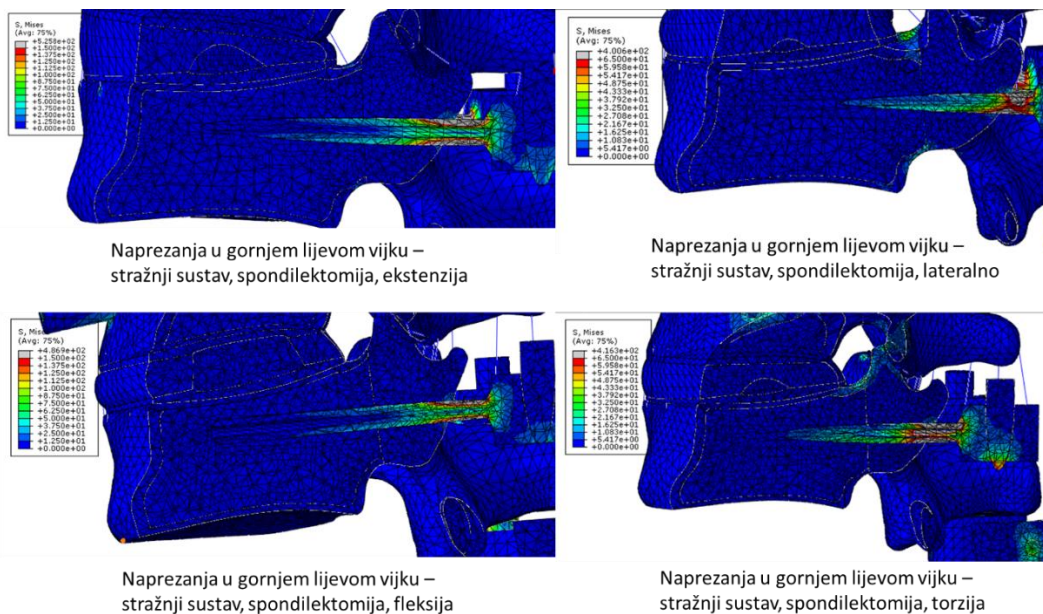 S, Mises
(Avg: 75%)
+5.258e+02
+1.500e+02
+1.375e+02
+1.250e+02
+1.125e+02
+1.000e+02
+8.750e+01
+7.500e+01
+6.250e+01
+5.000e+01
+3.750e+01
+2.500e+01
+1.250e+01
+0.000e+00
S, Mises
(Avg: 75%)
+4.006e+02
+6.500e+01
+5.958e+01
+5.417e+01
+4.875e+01
+4.333e+01
+3.792e+01
+3.250e+01
+2.708e+01
+2.167e+01
+1.625e+01
+1.083e+01
+5.417e+00
+0.000e+00
Naprezanja u gornjem lijevom vijku –
stražnji sustav, spondilektomija, ekstenzija
Naprezanja u gornjem lijevom vijku –
stražnji sustav, spondilektomija, lateralno
S, Mises
(Avg: 75%)
+4.869e+02
+1.500e+02
+1.375e+02
+1.250e+02
+1.125e+02
+1.000e+02
+8.750e+01
+7.500e+01
+6.250e+01
+5.000e+01
+3.750e+01
+2.500e+01
+1.250e+01
+0.000e+00
S, Mises
(Avg: 75%)
+4.163e+02
+6.500e+01
+5.958e+01
+5.417e+01
+4.875e+01
+4.333e+01
+3.792e+01
+3.250e+01
+2.708e+01
+2.167e+01
+1.625e+01
+1.083e+01
+5.417e+00
+0.000e+00
Naprezanja u gornjem lijevom vijku –
stražnji sustav, spondilektomija, fleksija
Naprezanja u gornjem lijevom vijku –
stražnji sustav, spondilektomija, torzija